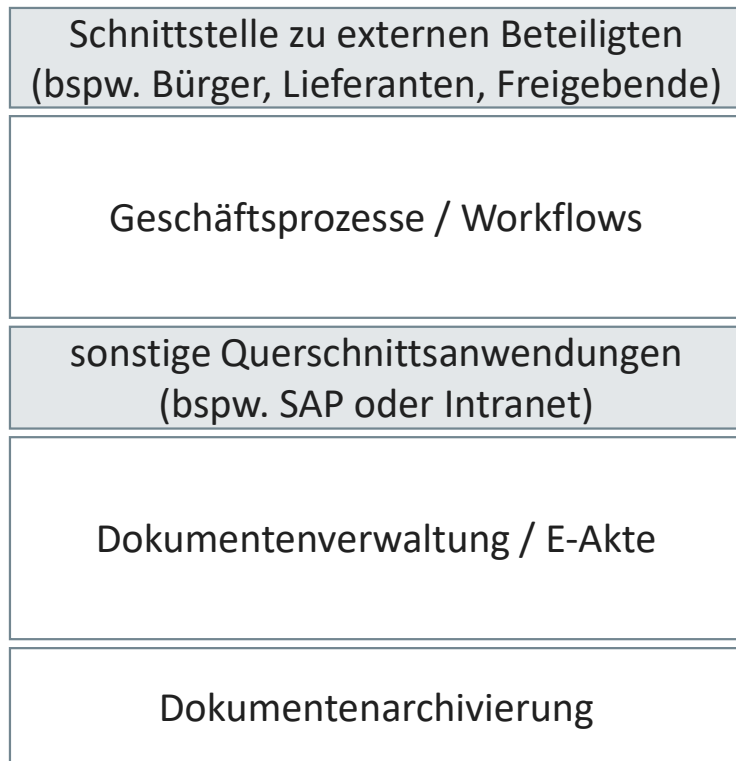 Schnittstelle zu externen Beteiligten
(bspw. Bürger, Lieferanten, Freigebende)
Geschäftsprozesse / Workflows
sonstige Querschnittsanwendungen
(bspw. SAP oder Intranet)
Dokumentenverwaltung / E-Akte
Dokumentenarchivierung